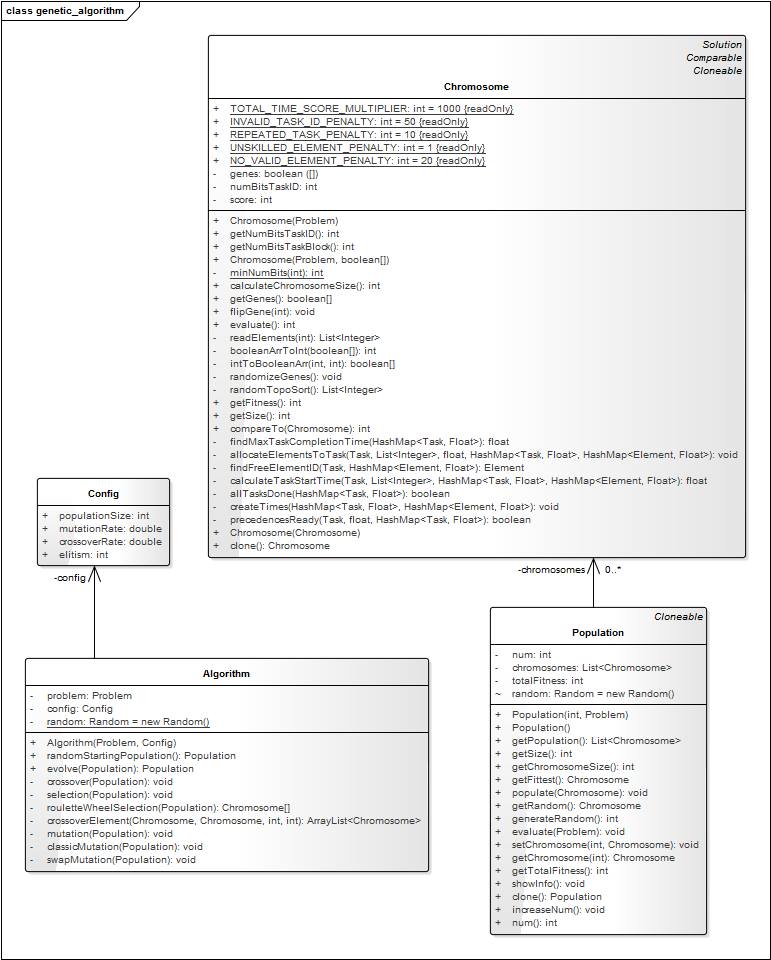 class genetic_algorithm
Solution
Comparable
Cloneable
Chromosome
+ TOTAL_TIME_SCORE_MULTIPLIER: int = 1000 {readOnly}
+ INVALID_TASK_ID_PENALTY: int = 50 {readOnly}
+ REPEATED_TASK_PENALTY: int = 10 {readOnly}
+ UNSKILLED_ELEMENT_PENALTY: int = 1 {readOnly}
+ NO_VALID_ELEMENT_PENALTY: int = 20 {readOnly}
- genes: boolean ([])
- numBitsTaskID: int
- score: int
+ Chromosome(Problem)
+ getNumBitsTaskID(): int
+ getNumBitsTaskBlock(): int
+ Chromosome(Problem, boolean[])
- minNumBits(int): int
+ calculateChromosomeSize(): int
+ getGenes(): boolean[]
+ flipGene(int): void
+ evaluate(): int
- readElements(int): List<Integer>
- booleanArrToInt(boolean[]): int
- intToBooleanArr(int, int): boolean[]
- randomizeGenes(): void
- randomTopoSort(): List<Integer>
+ getFitness(): int
+ getSize(): int
+ compareTo(Chromosome): int
- findMaxTaskCompletionTime(HashMap<Task, Float>): float
- allocateElementsToTask(Task, List<Integer>, float, HashMap<Task, Float>, HashMap<Element, Float>): void
- findFreeElementID(Task, HashMap<Element, Float>): Element
- calculateTaskStartTime(Task, List<Integer>, HashMap<Task, Float>, HashMap<Element, Float>): float
- allTasksDone(HashMap<Task, Float>): boolean
- createTimes(HashMap<Task, Float>, HashMap<Element, Float>): void
- precedencesReady(Task, float, HashMap<Task, Float>): boolean
+ Chromosome(Chromosome)
+ clone(): Chromosome
Config
+ populationSize: int
+ mutationRate: double
+ crossoverRate: double
+ elitism: int
-config
-chromosomes
0..*
Algorithm
- problem: Problem
- config: Config
- random: Random = new Random()
+ Algorithm(Problem, Config)
+ randomStartingPopulation(): Population
+ evolve(Population): Population
- crossover(Population): void
- selection(Population): void
- rouletteWheelSelection(Population): Chromosome[]
- crossoverElement(Chromosome, Chromosome, int, int): ArrayList<Chromosome>
- mutation(Population): void
- classicMutation(Population): void
- swapMutation(Population): void
Cloneable
Population
- num: int
- chromosomes: List<Chromosome>
- totalFitness: int
~ random: Random = new Random()
+ Population(int, Problem)
+ Population()
+ getPopulation(): List<Chromosome>
+ getSize(): int
+ getChromosomeSize(): int
+ getFittest(): Chromosome
+ populate(Chromosome): void
+ getRandom(): Chromosome
+ generateRandom(): int
+ evaluate(Problem): void
+ setChromosome(int, Chromosome): void
+ getChromosome(int): Chromosome
+ getTotalFitness(): int
+ showInfo(): void
+ clone(): Population
+ increaseNum(): void
+ num(): int